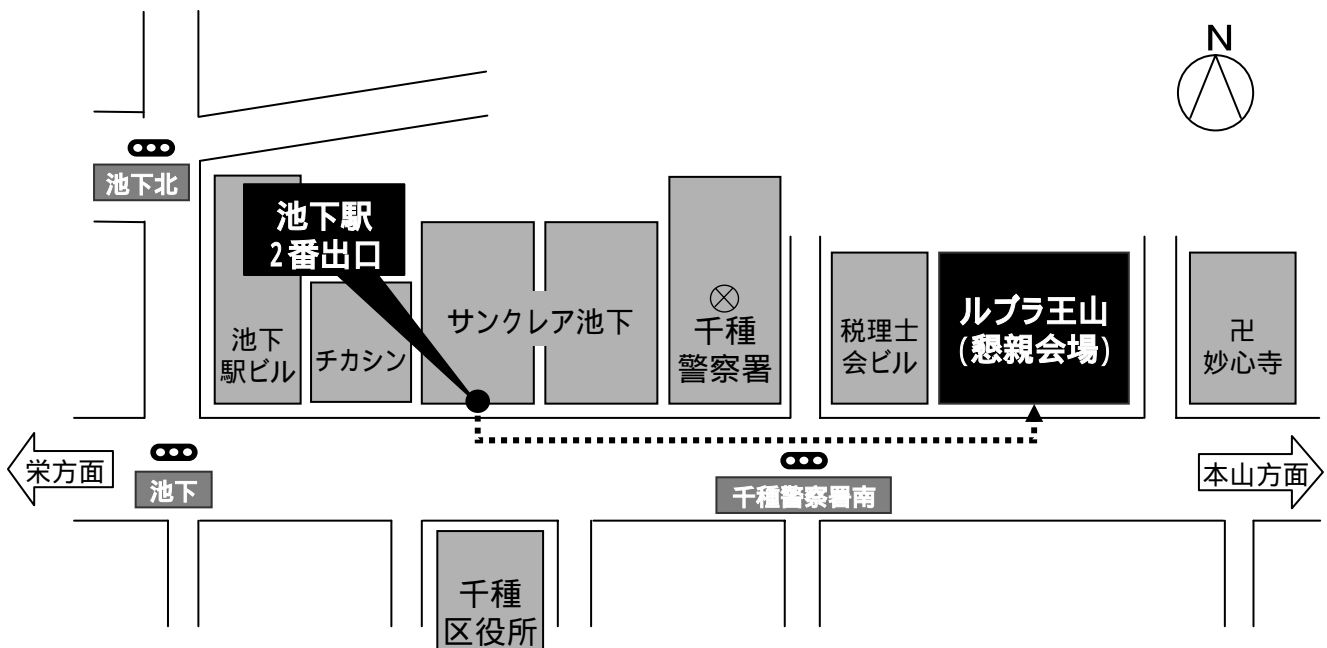 N
池下北
池下駅
2番出口
池下
駅ビル
チカシン
サンクレア池下
千種
警察署
税理士
会ビル
ルブラ王山
(懇親会場)
卍
妙心寺
栄方面
池下
千種警察署南
本山方面
千種
区役所